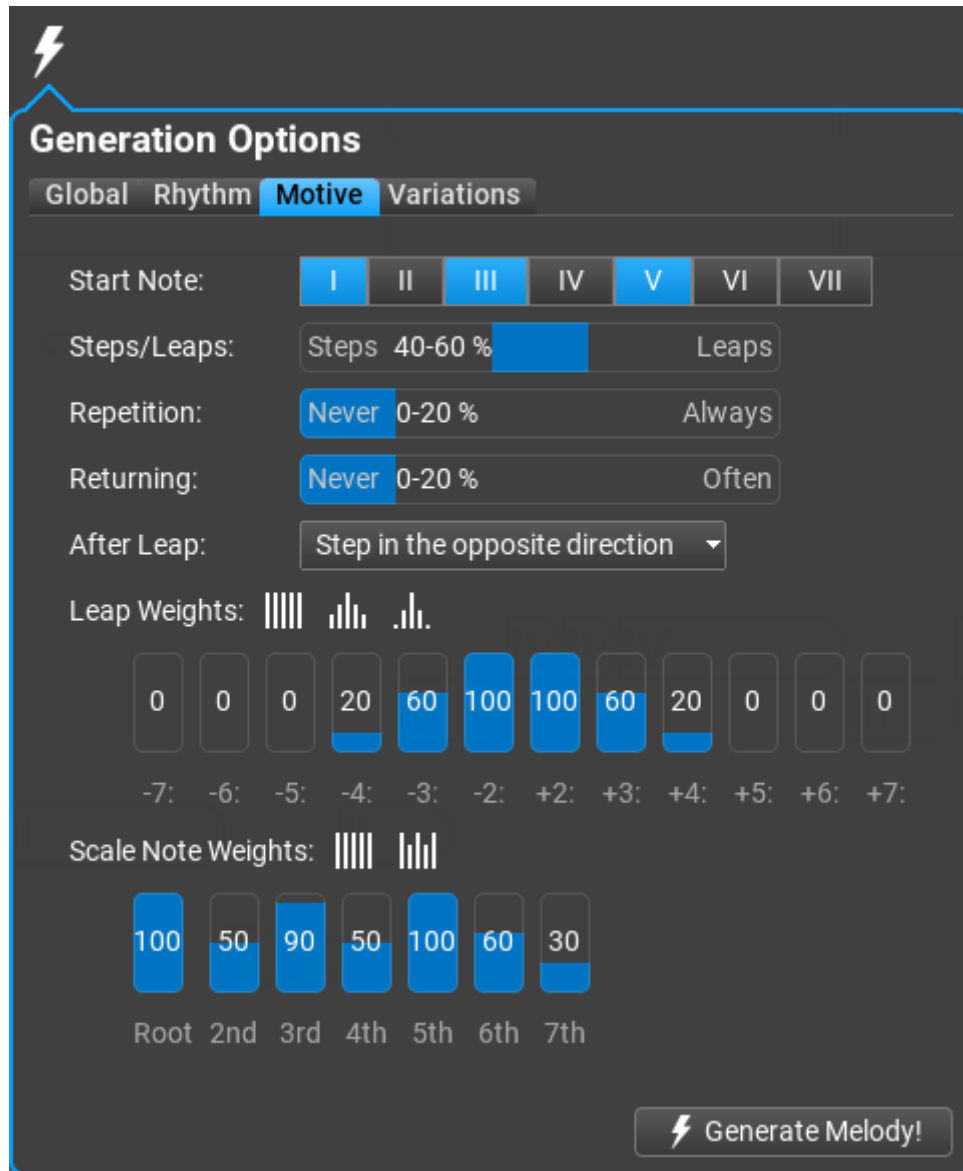 Generation Options
Global Rhythm Motive Variations
Start Note: I II III IV V VI VII
Steps/Leaps: Steps 40-60 % Leaps
Repetition: Never 0-20 % Always
Returning: Never 0-20 % Often
After Leap: Step in the opposite direction
Leap Weights:
0 0 0 20 60 100 100 60 20 0 0 0
-7: -6: -5: -4: -3: -2: +2: +3: +4: +5: +6: +7:
Scale Note Weights:
100 50 90 50 100 60 30
Root 2nd 3rd 4th 5th 6th 7th
Generate Melody!